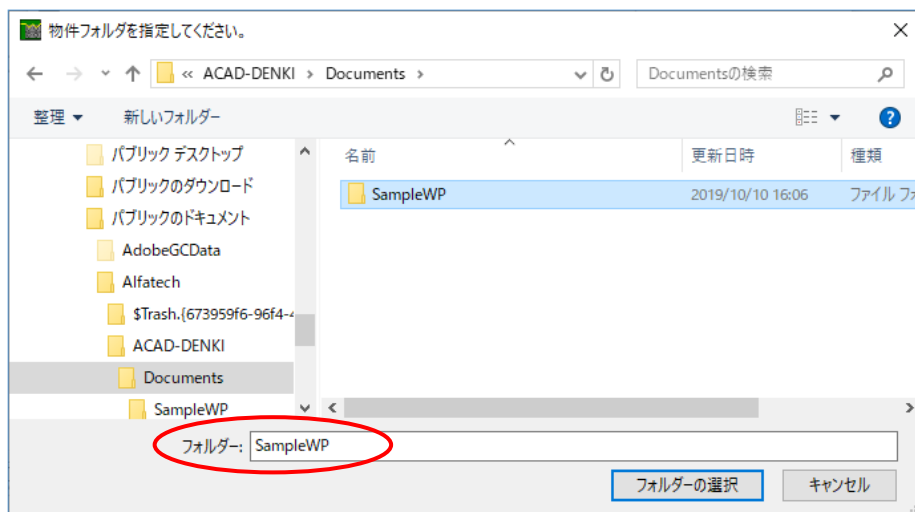 物件フォルダを指定してください。
« ACAD-DENKI › Documents ›
Documentsの検索
整理
新しいフォルダー
名前
更新日時
種類
パブリック デスクトップ
パブリックのダウンロード
パブリックのドキュメント
AdobeGCData
Alfatech
$Trash.{673959f6-96f4-4
ACAD-DENKI
Documents
SampleWP
SampleWP
2019/10/10 16:06
ファイル フォ
フォルダー:
SampleWP
フォルダーの選択
キャンセル